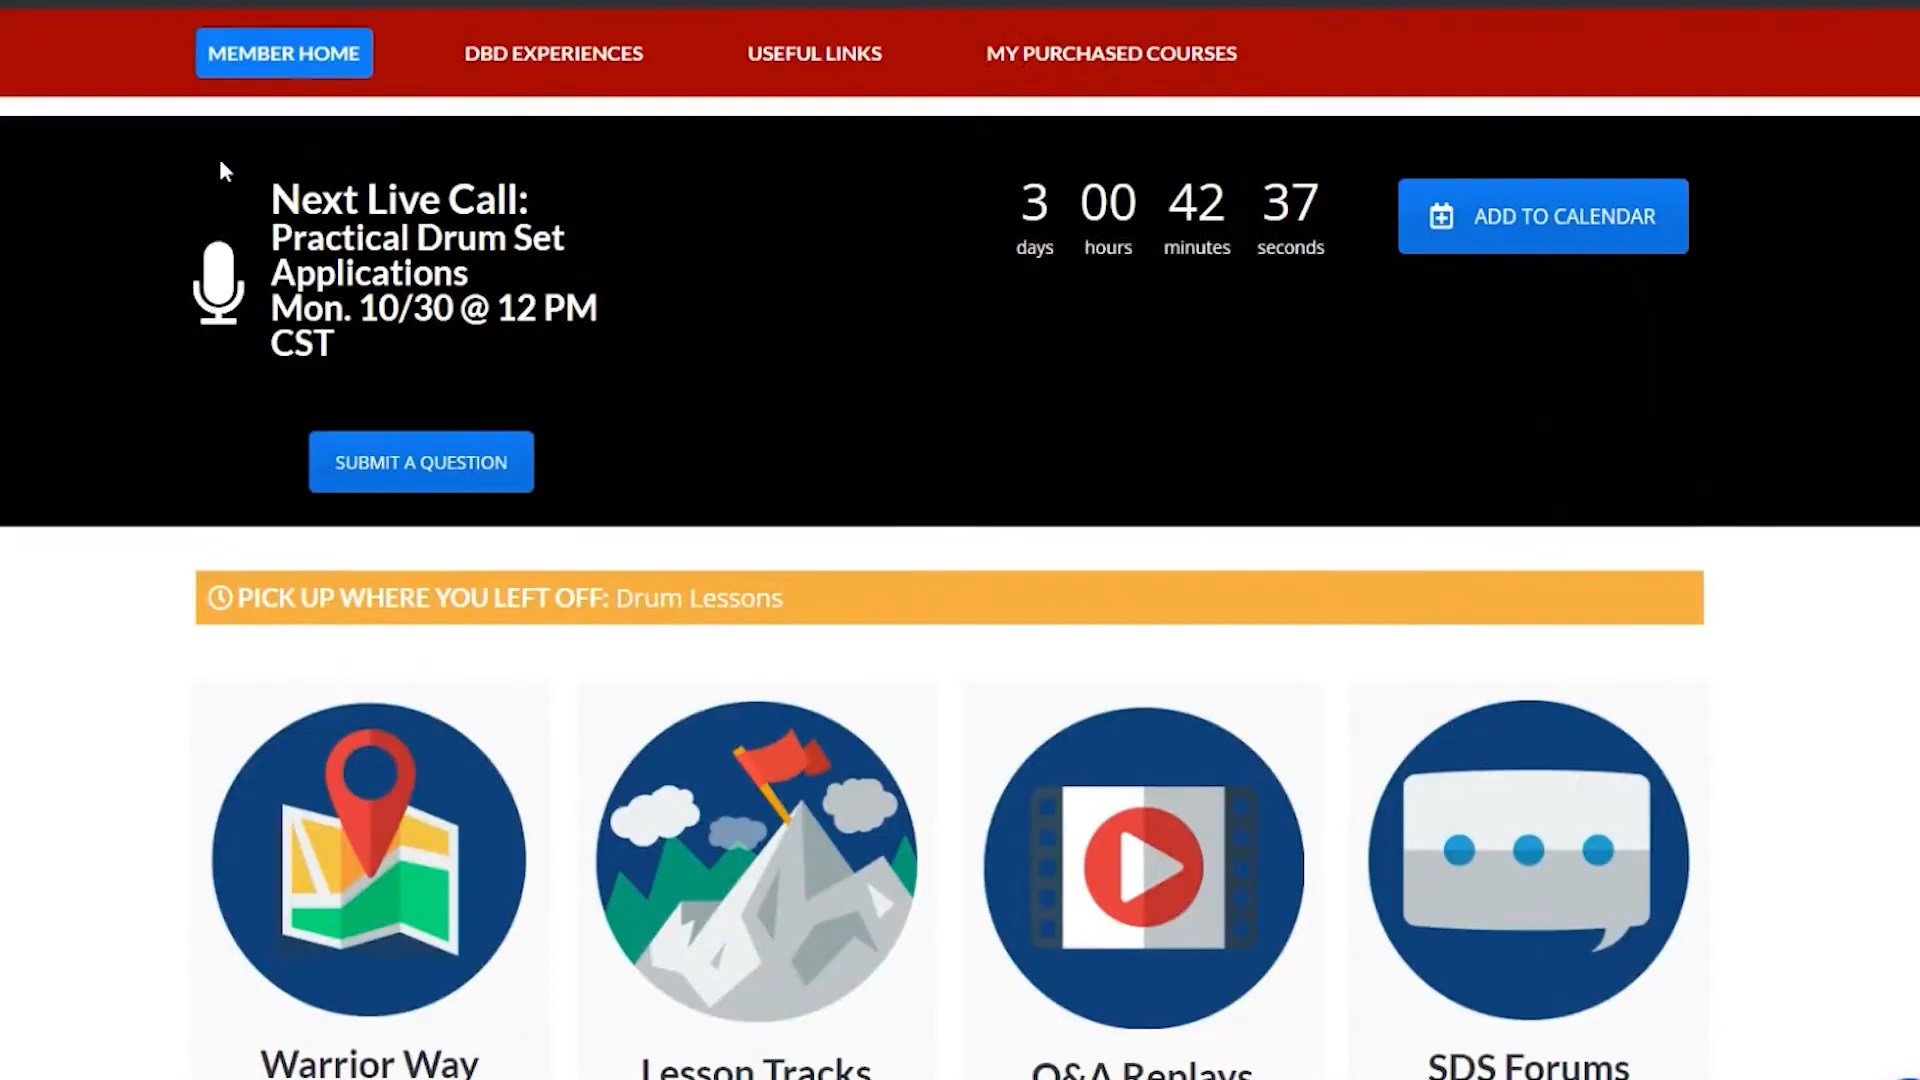 MEMBER HOME
DBD EXPERIENCES
USEFUL LINKS
MY PURCHASED COURSES
Next Live Call:
Practical Drum Set
Applications
Mon. 10/30 @ 12 PM
CST
3 00 42 37
days hours minutes seconds
ADD TO CALENDAR
SUBMIT A QUESTION
PICK UP WHERE YOU LEFT OFF: Drum Lessons
Warrior Way
Lesson Tracks
Q&A Replays
SDS Forums